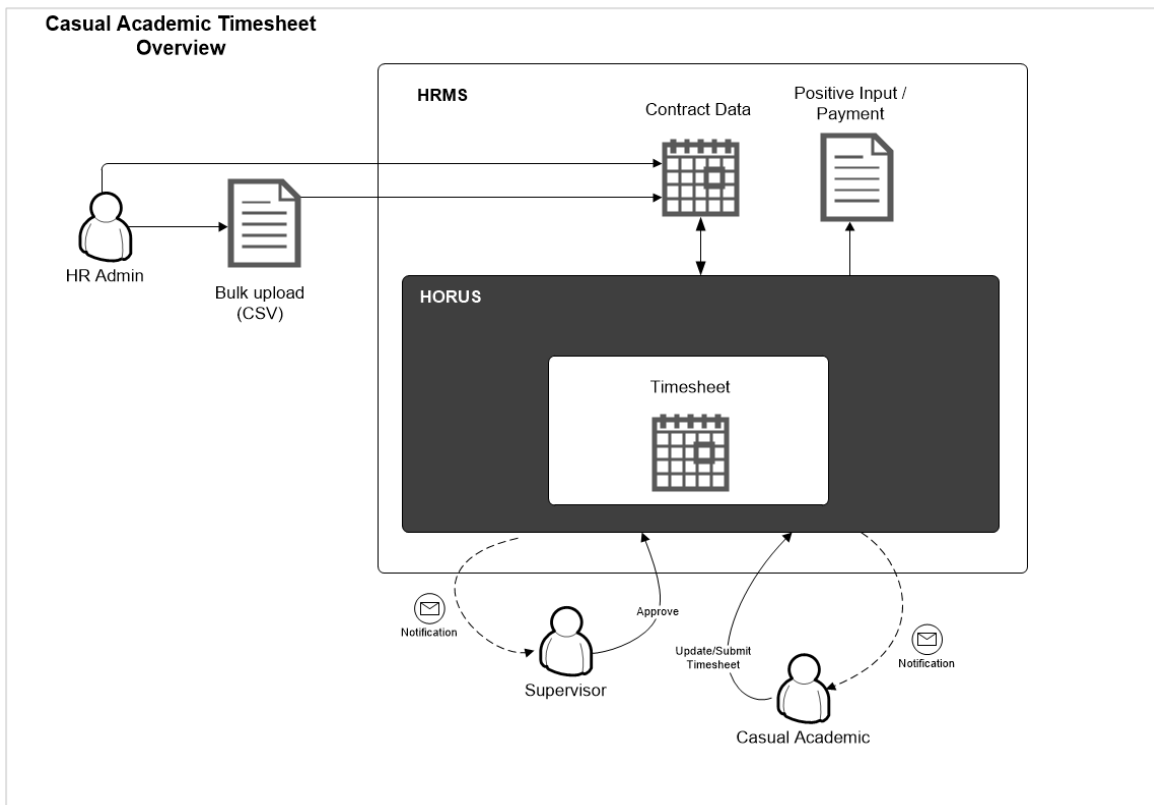 Casual Academic Timesheet
Overview
HRMS
Contract Data
Positive Input /
Payment
HR Admin
Bulk upload
(CSV)
HORUS
Timesheet
Notification
Approve
Supervisor
Update/Submit
Timesheet
Notification
Casual Academic